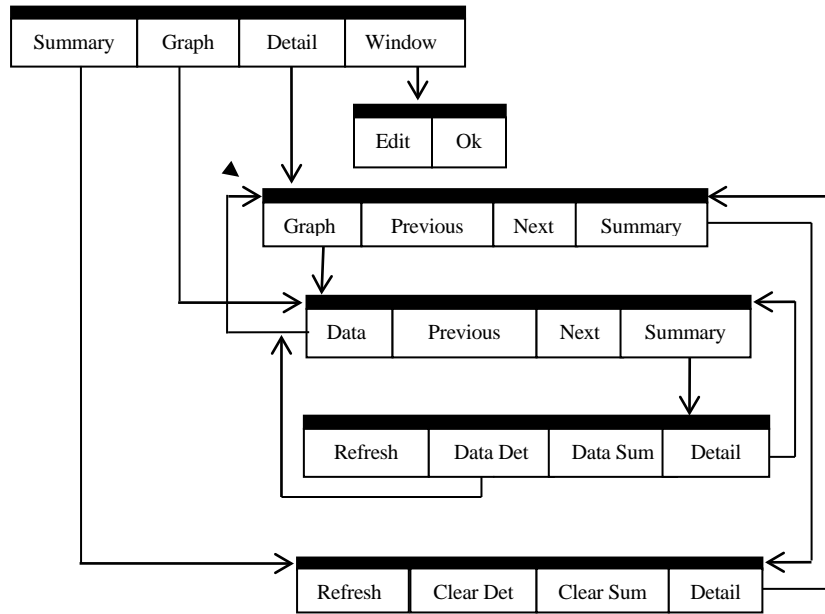 Summary Graph Detail Window
Edit Ok
Graph Previous Next Summary
Data Previous Next Summary
Refresh Data Det Data Sum Detail
Refresh Clear Det Clear Sum Detail